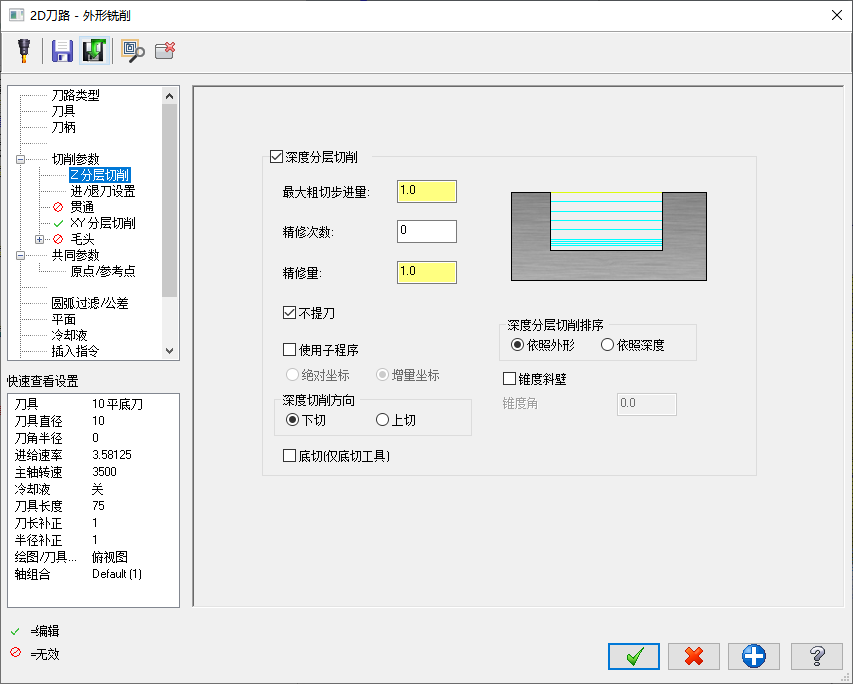 2D刀路 - 外形铣削
刀路类型
刀具
刀柄
切削参数
Z 分层切削
进/退刀设置
贯通
XY 分层切削
毛头
共同参数
原点/参考点
圆弧过滤/公差
平面
冷却液
插入指令
快速查看设置
刀具 10 平底刀
刀具直径 10
刀角半径 0
进给速率 3.58125
主轴转速 3500
冷却液 关
刀具长度 75
刀长补正 1
半径补正 1
绘图/刀具... 俯视图
轴组合 Default (1)
=编辑
=无效
深度分层切削
最大粗切步进量: 1.0
精修次数: 0
精修量: 1.0
不提刀
使用子程序
绝对坐标 增量坐标
深度切削方向
下切 上切
底切(仅底切工具)
深度分层切削排序
依照外形 依照深度
锥度斜壁
锥度角 0.0